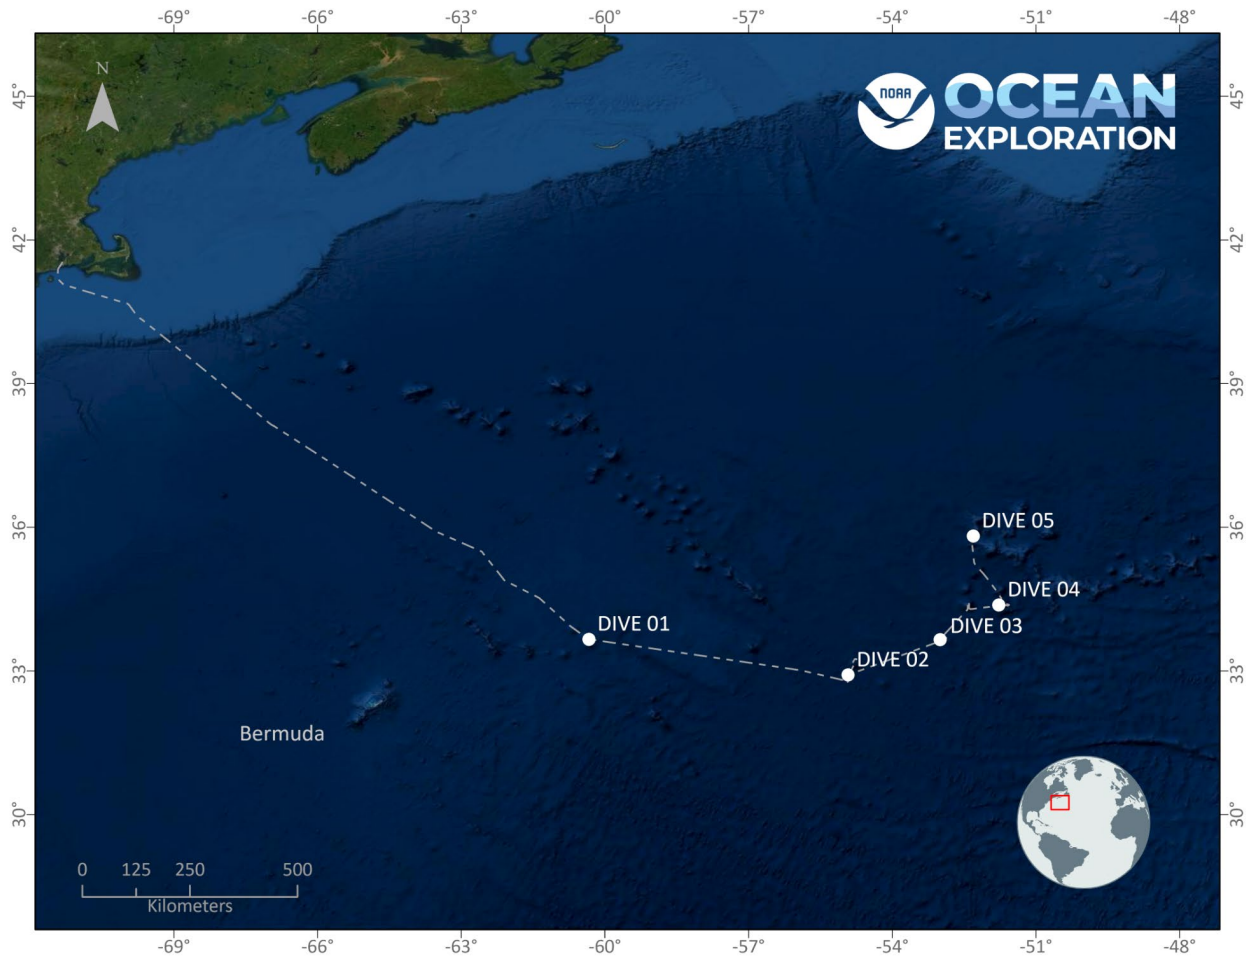 -69° -66° -63° -60° -57° -54° -51° -48°
N
45° 45°
NOAA
OCEAN
EXPLORATION
42° 42°
39° 39°
36° 36°
DIVE 05
DIVE 04
DIVE 01
DIVE 03
DIVE 02
33° 33°
Bermuda
30° 30°
0 125 250 500
Kilometers
-69° -66° -63° -60° -57° -54° -51° -48°